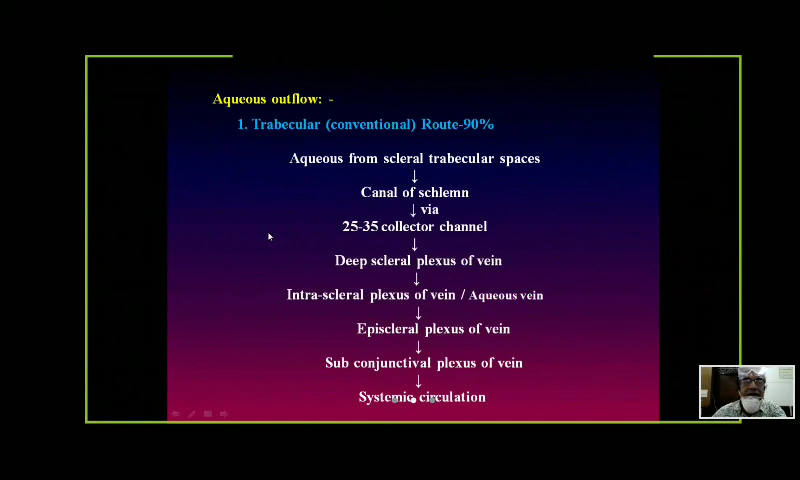 Aqueous outflow: -
1. Trabecular (conventional) Route-90%
Aqueous from scleral trabecular spaces
↓
Canal of schlemn
↓ via
25-35 collector channel
↓
Deep scleral plexus of vein
↓
Intra-scleral plexus of vein / Aqueous vein
↓
Episcleral plexus of vein
↓
Sub conjunctival plexus of vein
↓
Systemic circulation